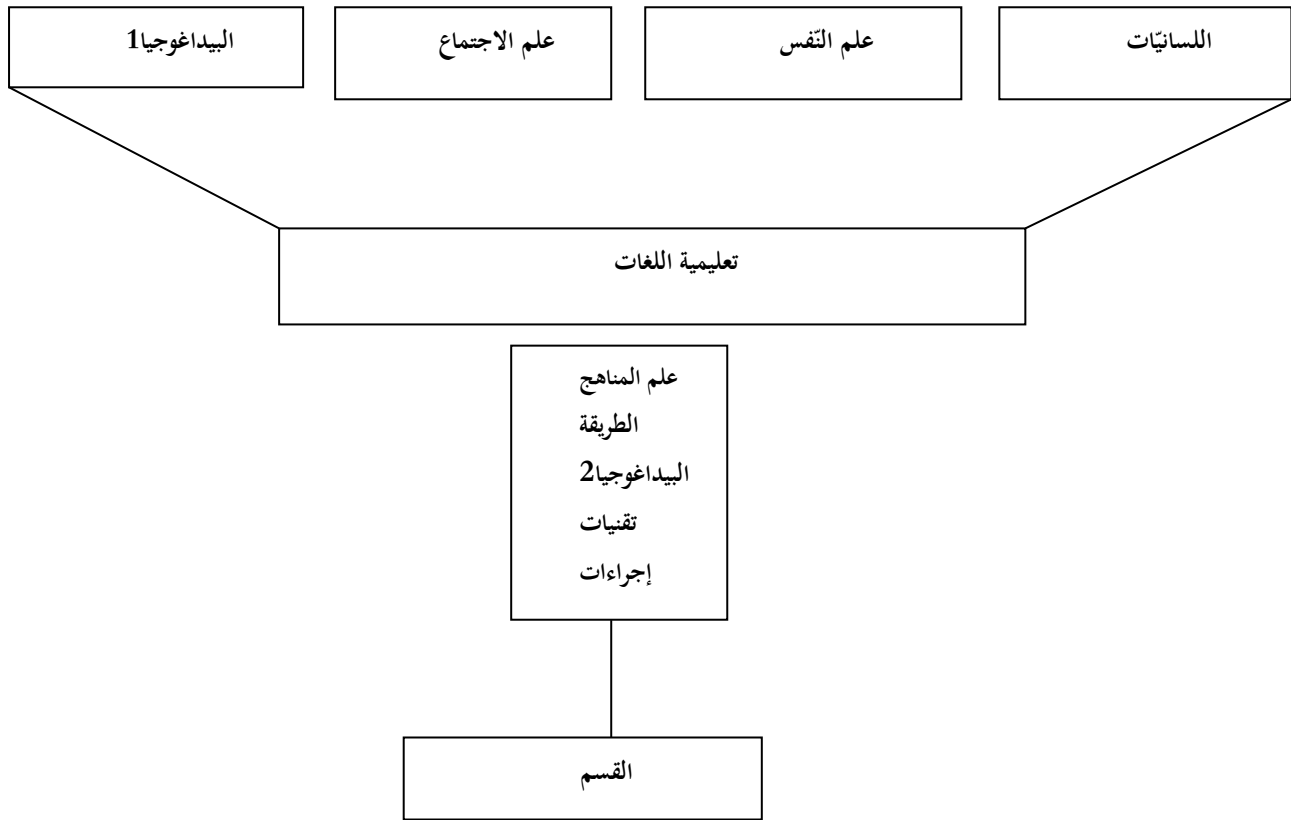 اللسانيّات
علم النّفس
علم الاجتماع
البيداغوجيا1
تعليمية اللغات
علم المناهج
الطريقة
البيداغوجيا2
تقنيات
إجراءات
القسم